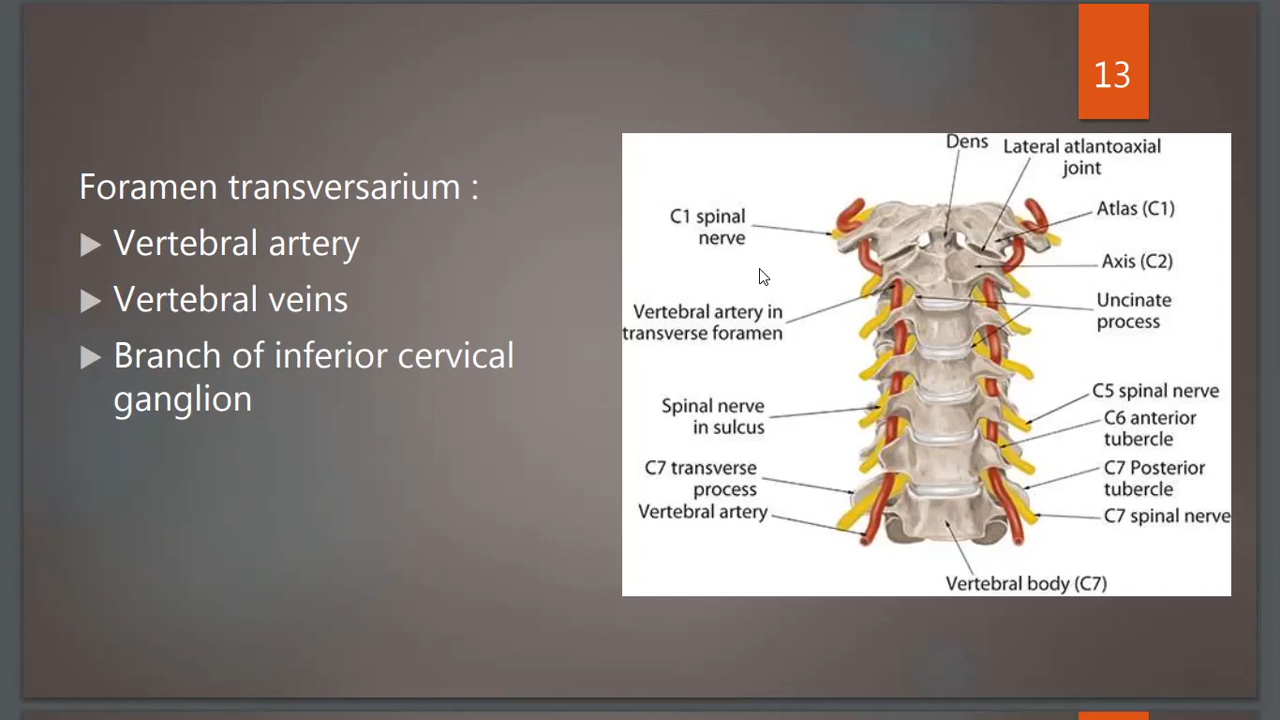 13
Foramen transversarium :
Vertebral artery
Vertebral veins
Branch of inferior cervical
ganglion
Dens
Lateral atlantoaxial
joint
C1 spinal
nerve
Atlas (C1)
Axis (C2)
Vertebral artery in
transverse foramen
Uncinate
process
Spinal nerve
in sulcus
C5 spinal nerve
C6 anterior
tubercle
C7 transverse
process
C7 Posterior
tubercle
Vertebral artery
C7 spinal nerve
Vertebral body (C7)